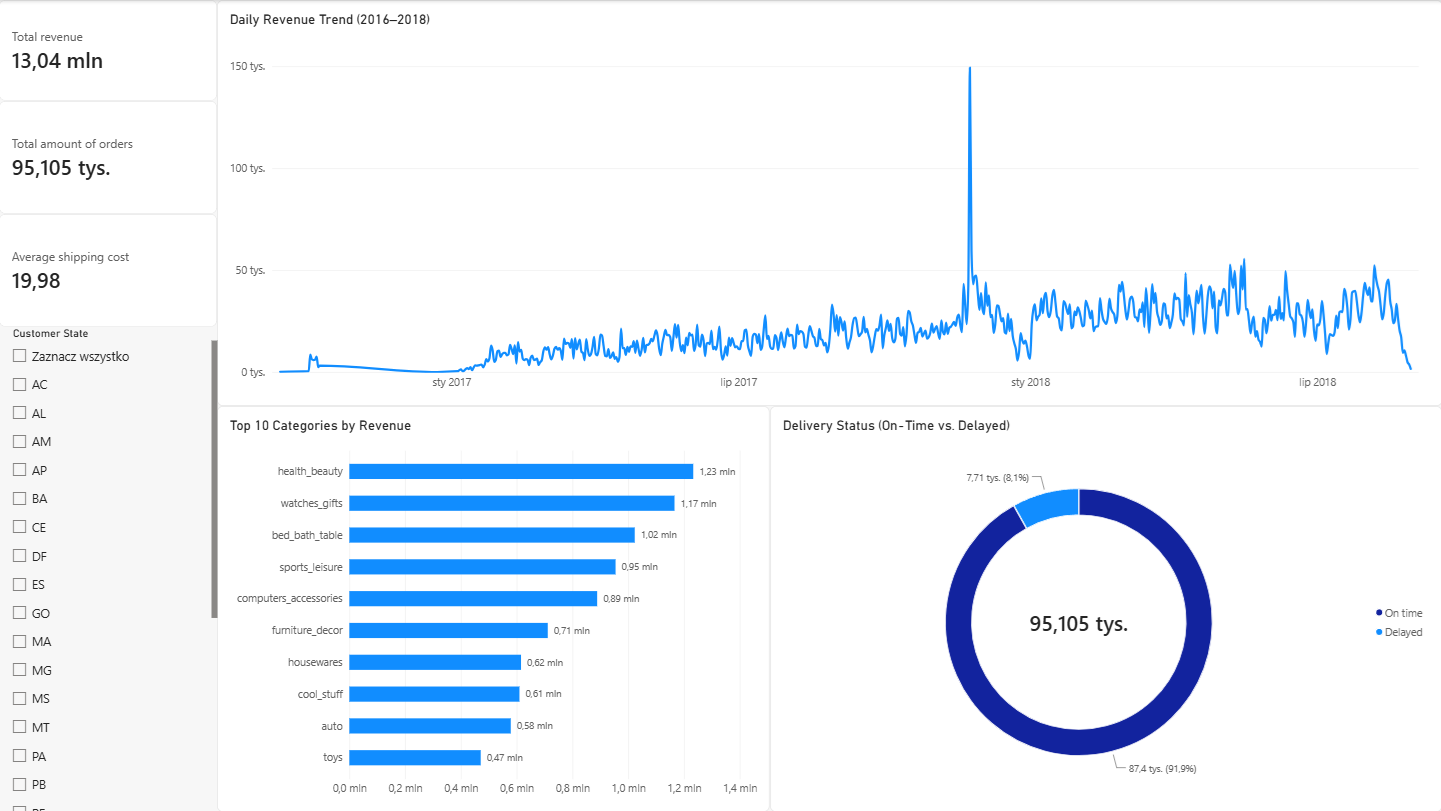 Total revenue
13,04 mln
Total amount of orders
95,105 tys.
Average shipping cost
19,98
Customer State
Zaznacz wszystko
AC
AL
AM
AP
BA
CE
DF
ES
GO
MA
MG
MS
MT
PA
PB
Daily Revenue Trend (2016–2018)
150 tys.
100 tys.
50 tys.
0 tys.
sty 2017
lip 2017
sty 2018
lip 2018
Top 10 Categories by Revenue
health_beauty 1,23 mln
watches_gifts 1,17 mln
bed_bath_table 1,02 mln
sports_leisure 0,95 mln
computers_accessories 0,89 mln
furniture_decor 0,71 mln
housewares 0,62 mln
cool_stuff 0,61 mln
auto 0,58 mln
toys 0,47 mln
0,0 mln 0,2 mln 0,4 mln 0,6 mln 0,8 mln 1,0 mln 1,2 mln 1,4 mln
Delivery Status (On-Time vs. Delayed)
7,71 tys. (8,1%)
95,105 tys.
On time
Delayed
87,4 tys. (91,9%)